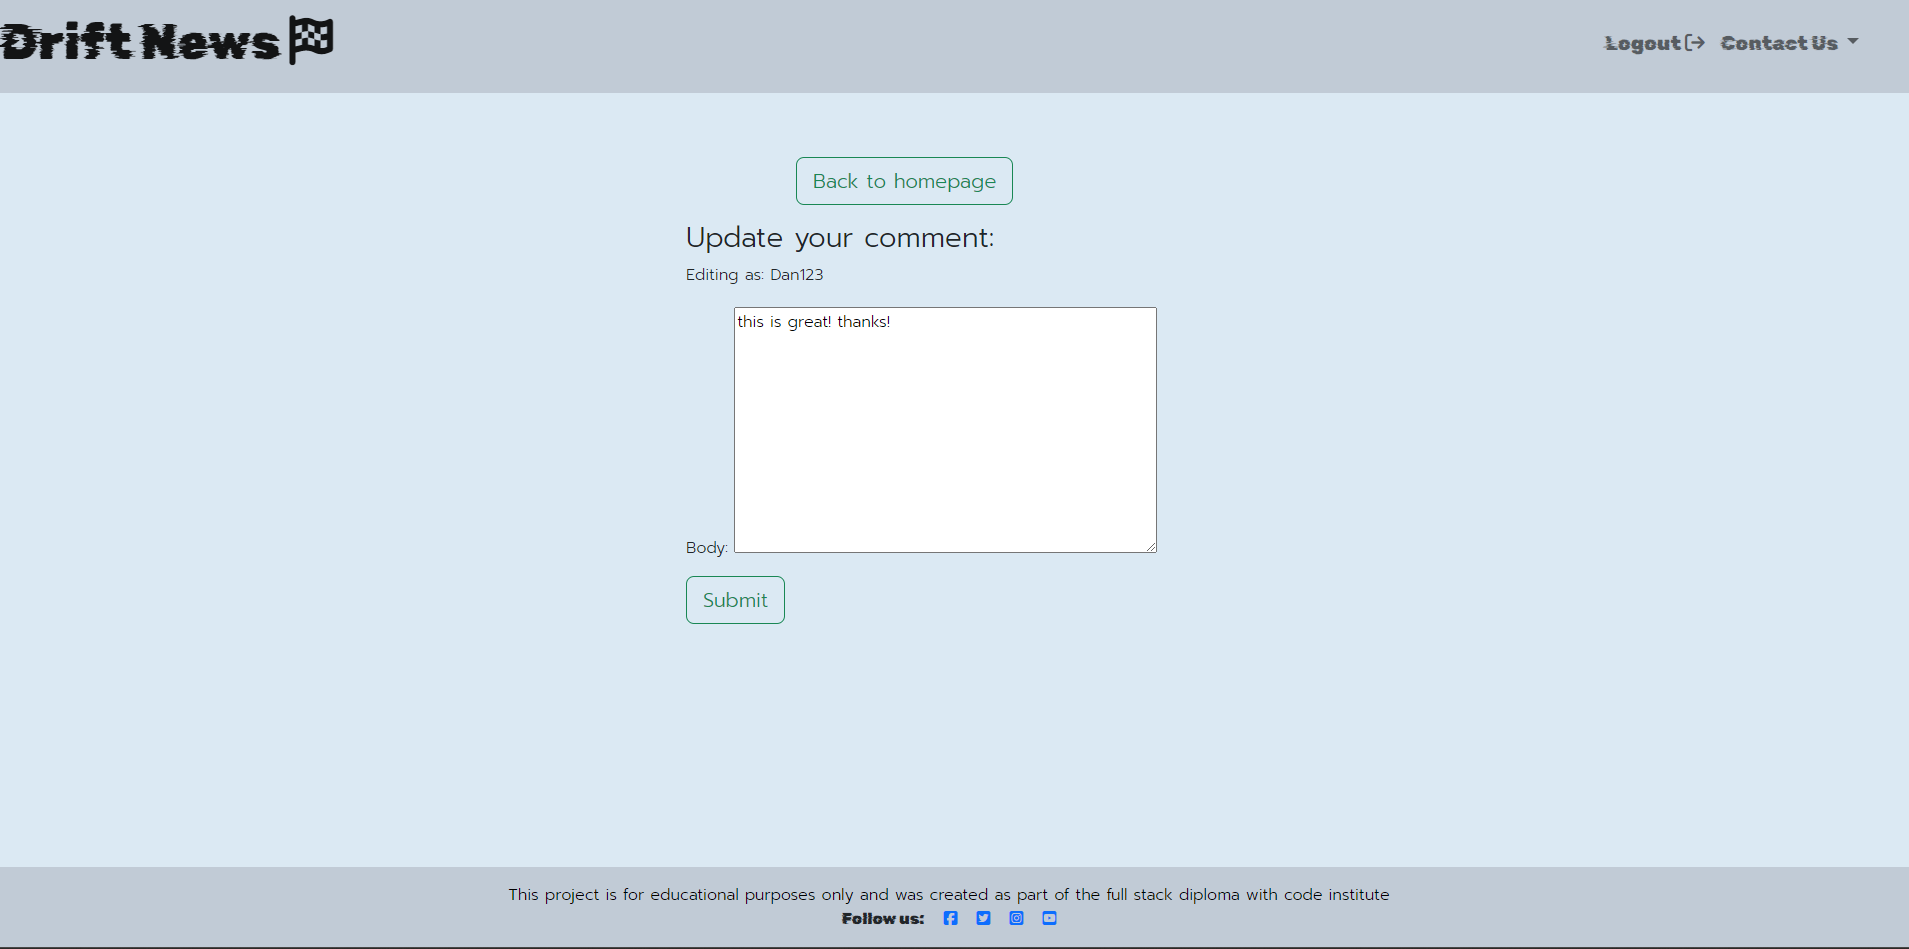 Drift News
Logout Contact Us
Back to homepage
Update your comment:
Editing as: Dan123
this is great! thanks!
Body:
Submit
This project is for educational purposes only and was created as part of the full stack diploma with code institute
Follow us: